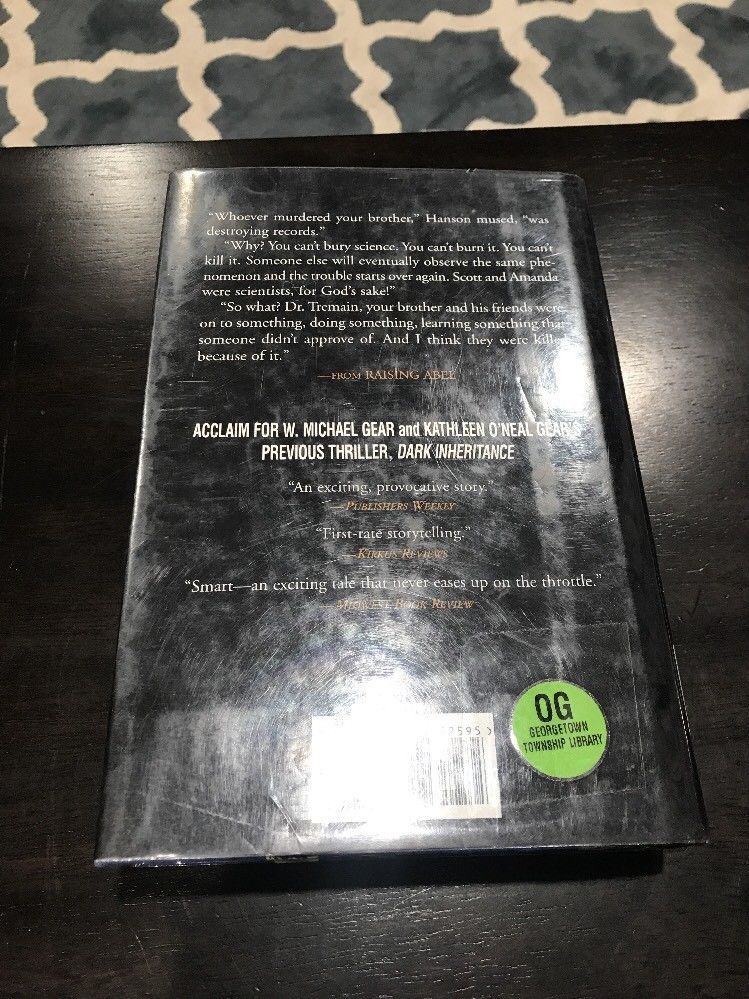 “Whoever murdered your brother,” Hanson mused, “was
destroying records.”
“Why? You can’t bury science. You can’t burn it. You can’t
kill it. Someone else will eventually observe the same phe-
nomenon and the trouble starts over again. Scott and Amanda
were scientists, for God’s sake!”
“So what? Dr. Tremain, your brother and his friends were
on to something, doing something, learning something that
someone didn’t approve of. And I think they were killed
because of it.”
—FROM RAISING ABEL
ACCLAIM FOR W. MICHAEL GEAR and KATHLEEN O’NEAL GEAR’S
PREVIOUS THRILLER, DARK INHERITANCE
“An exciting, provocative story.”
—PUBLISHERS WEEKLY
“First-rate storytelling.”
—KIRKUS REVIEWS
“Smart—an exciting tale that never eases up on the throttle.”
—MIDWEST BOOK REVIEW
2595>
OG
GEORGETOWN
TOWNSHIP LIBRARY